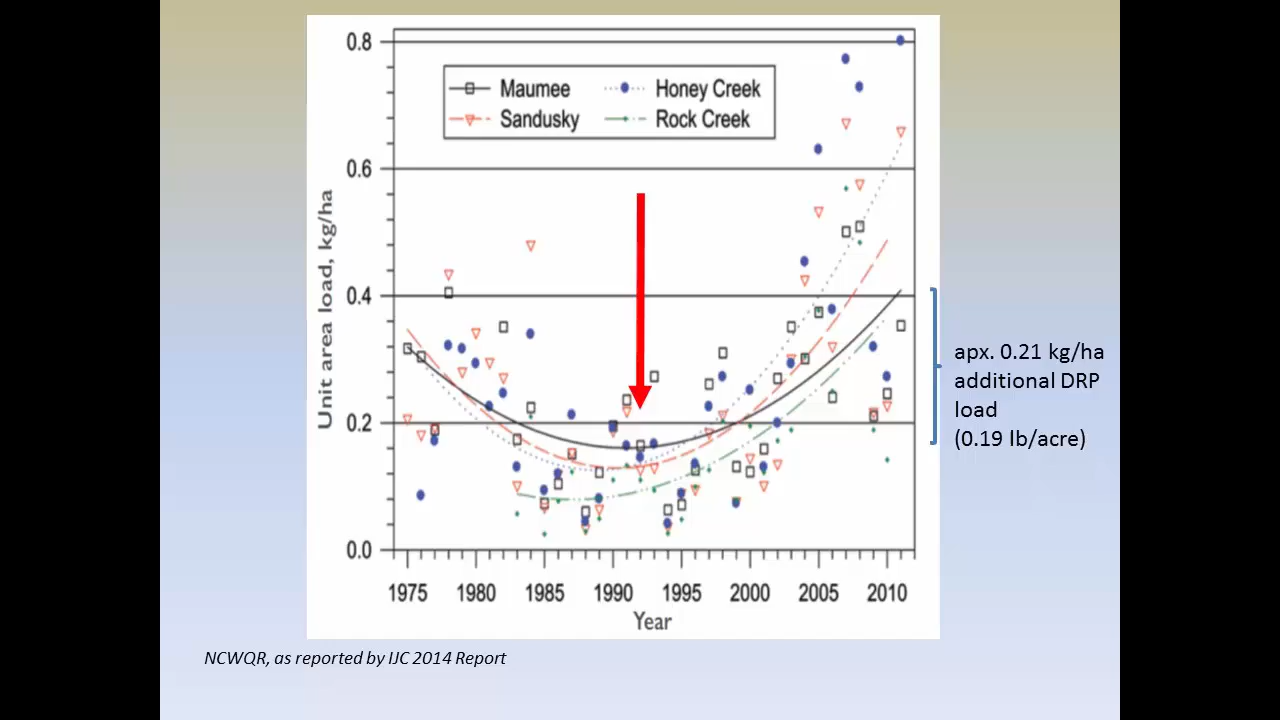 0.8
Maumee
Honey Creek
Sandusky
Rock Creek
0.6
0.4
0.2
0.0
Unit area load, kg/ha
1975 1980 1985 1990 1995 2000 2005 2010
Year
apx. 0.21 kg/ha
additional DRP
load
(0.19 lb/acre)
NCWQR, as reported by IJC 2014 Report